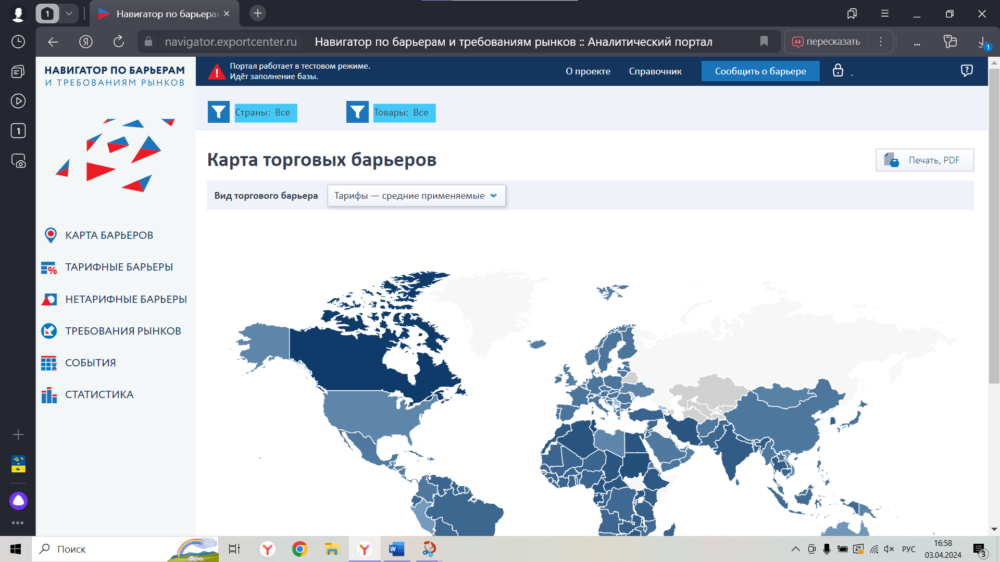 1
Навигатор по барьера
navigator.exportcenter.ru
Навигатор по барьерам и требованиям рынков :: Аналитический портал
пересказать
1
НАВИГАТОР ПО БАРЬЕРАМ
И ТРЕБОВАНИЯМ РЫНКОВ
Портал работает в тестовом режиме.
Идёт заполнение базы.
О проекте
Справочник
Сообщить о барьере
Страны: Все
Товары: Все
1
Карта торговых барьеров
Печать, PDF
Вид торгового барьера
Тарифы — средние применяемые
КАРТА БАРЬЕРОВ
ТАРИФНЫЕ БАРЬЕРЫ
НЕТАРИФНЫЕ БАРЬЕРЫ
ТРЕБОВАНИЯ РЫНКОВ
СОБЫТИЯ
СТАТИСТИКА
Поиск
РУС
16:58
03.04.2024
3